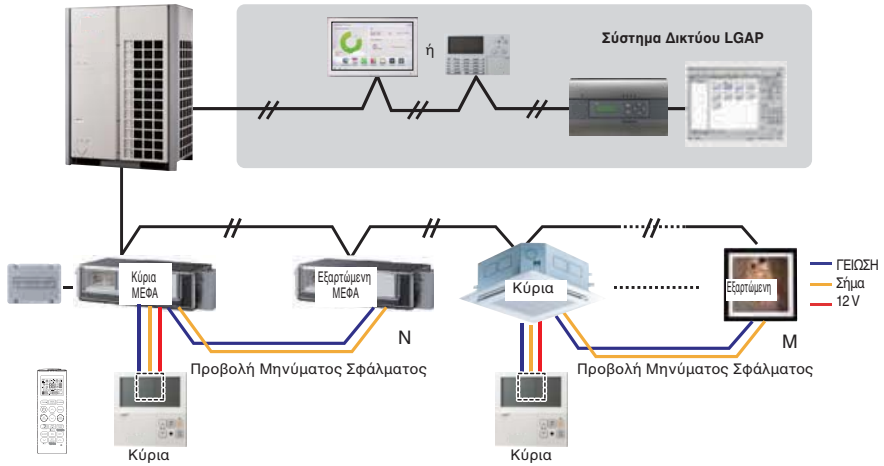 Σύστημα Δικτύου LGAP
ή
Κύρια
ΜΕΦΑ
Εξαρτώμενη
ΜΕΦΑ
Κύρια
Εξαρτώμενη
ΓΕΙΩΣΗ
Σήμα
12 V
N
M
Προβολή Μηνύματος Σφάλματος
Προβολή Μηνύματος Σφάλματος
Κύρια
Κύρια